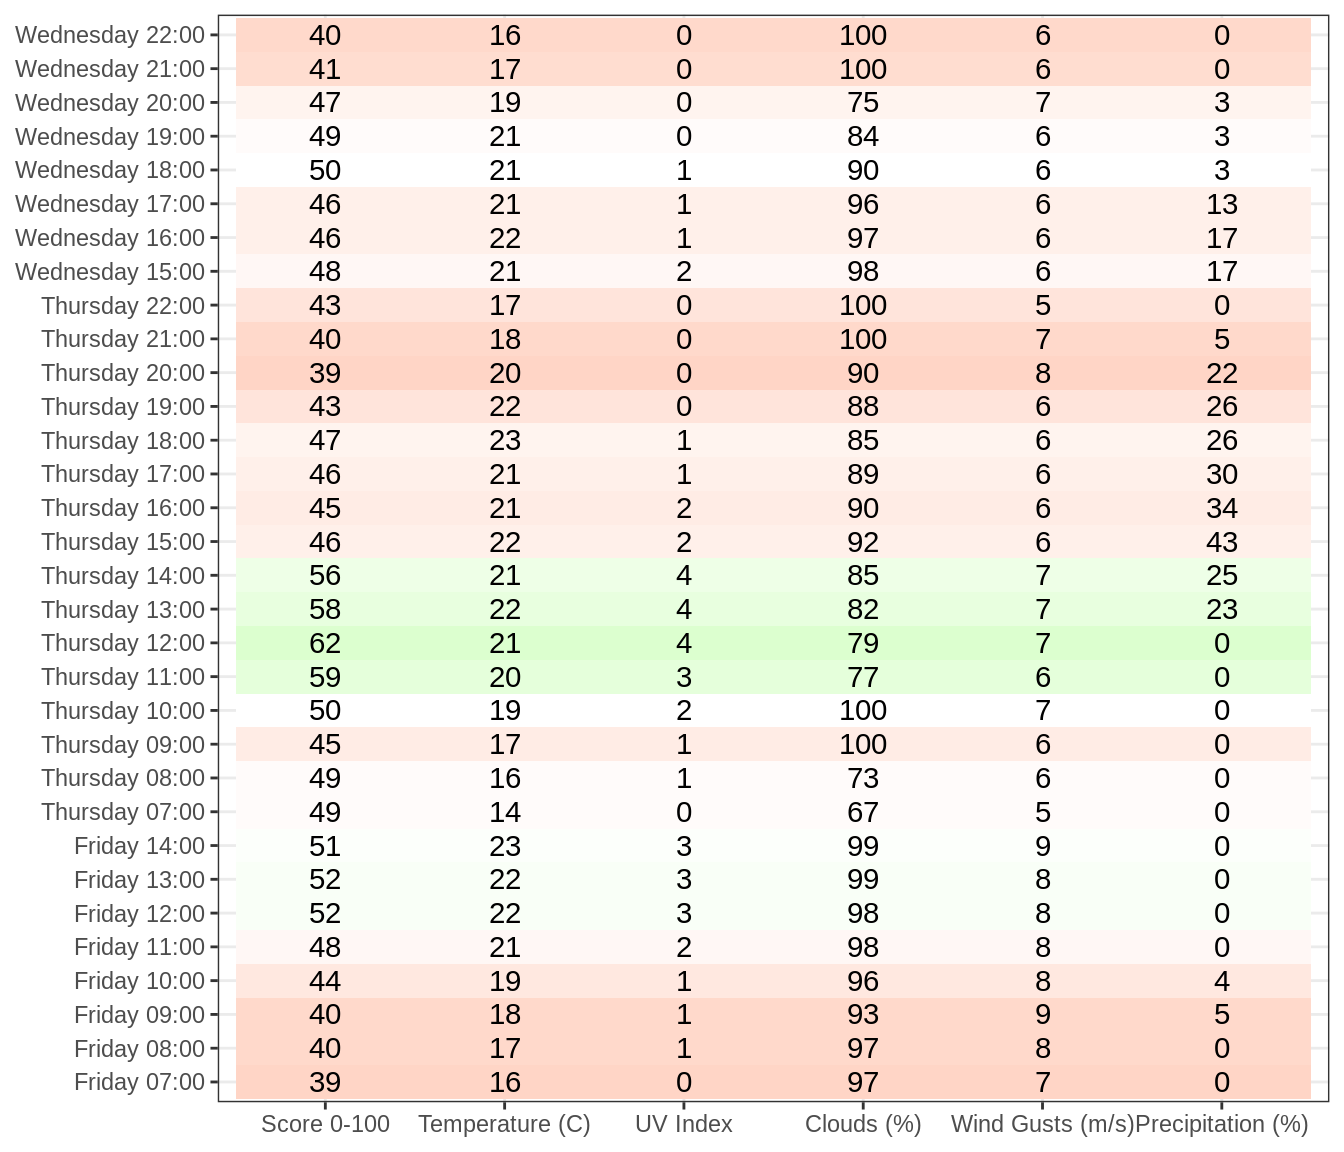 Wednesday 22:00 40 16 0 100 6 0
Wednesday 21:00 41 17 0 100 6 0
Wednesday 20:00 47 19 0 75 7 3
Wednesday 19:00 49 21 0 84 6 3
Wednesday 18:00 50 21 1 90 6 3
Wednesday 17:00 46 21 1 96 6 13
Wednesday 16:00 46 22 1 97 6 17
Wednesday 15:00 48 21 2 98 6 17
Thursday 22:00 43 17 0 100 5 0
Thursday 21:00 40 18 0 100 7 5
Thursday 20:00 39 20 0 90 8 22
Thursday 19:00 43 22 0 88 6 26
Thursday 18:00 47 23 1 85 6 26
Thursday 17:00 46 21 1 89 6 30
Thursday 16:00 45 21 2 90 6 34
Thursday 15:00 46 22 2 92 6 43
Thursday 14:00 56 21 4 85 7 25
Thursday 13:00 58 22 4 82 7 23
Thursday 12:00 62 21 4 79 7 0
Thursday 11:00 59 20 3 77 6 0
Thursday 10:00 50 19 2 100 7 0
Thursday 09:00 45 17 1 100 6 0
Thursday 08:00 49 16 1 73 6 0
Thursday 07:00 49 14 0 67 5 0
Friday 14:00 51 23 3 99 9 0
Friday 13:00 52 22 3 99 8 0
Friday 12:00 52 22 3 98 8 0
Friday 11:00 48 21 2 98 8 0
Friday 10:00 44 19 1 96 8 4
Friday 09:00 40 18 1 93 9 5
Friday 08:00 40 17 1 97 8 0
Friday 07:00 39 16 0 97 7 0
Score 0-100 Temperature (C) UV Index Clouds (%) Wind Gusts (m/s) Precipitation (%)